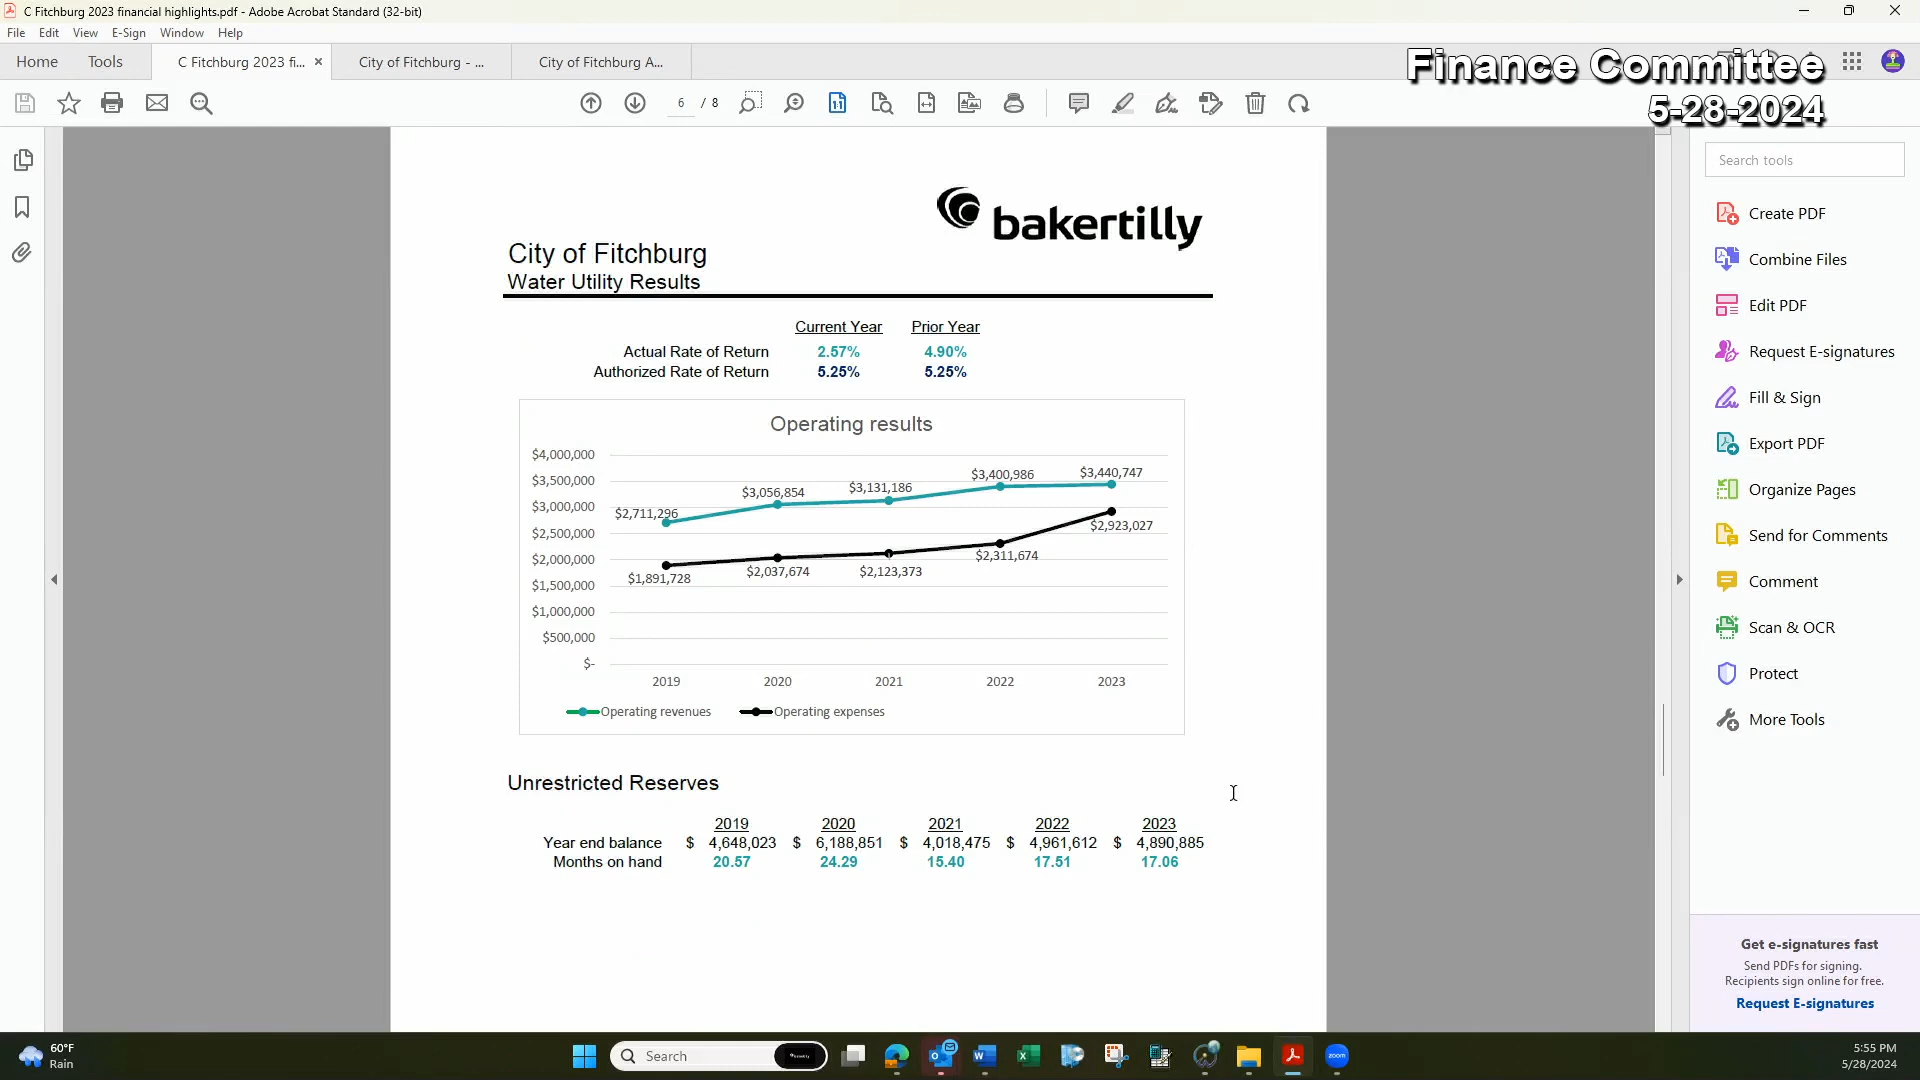 C Fitchburg 2023 financial highlights.pdf - Adobe Acrobat Standard (32-bit)
File Edit View E-Sign Window Help
Home Tools C Fitchburg 2023 fi... × City of Fitchburg - ... City of Fitchburg A...
Finance Committee
5-28-2024
6 / 8
Search tools
Create PDF
Combine Files
Edit PDF
Request E-signatures
Fill & Sign
Export PDF
Organize Pages
Send for Comments
Comment
Scan & OCR
Protect
More Tools
Get e-signatures fast
Send PDFs for signing.
Recipients sign online for free.
Request E-signatures
bakertilly
City of Fitchburg
Water Utility Results
Current Year Prior Year
Actual Rate of Return 2.57% 4.90%
Authorized Rate of Return 5.25% 5.25%
Operating results
$4,000,000
$3,500,000
$3,000,000
$2,500,000
$2,000,000
$1,500,000
$1,000,000
$500,000
$-
$2,711,296 $3,056,854 $3,131,186 $3,400,986 $3,440,747
$1,891,728 $2,037,674 $2,123,373 $2,311,674 $2,923,027
2019 2020 2021 2022 2023
Operating revenues Operating expenses
Unrestricted Reserves
2019 2020 2021 2022 2023
Year end balance $ 4,648,023 $ 6,188,851 $ 4,018,475 $ 4,961,612 $ 4,890,885
Months on hand 20.57 24.29 15.40 17.51 17.06
60°F
Rain
Search
zoom
5:55 PM
5/28/2024